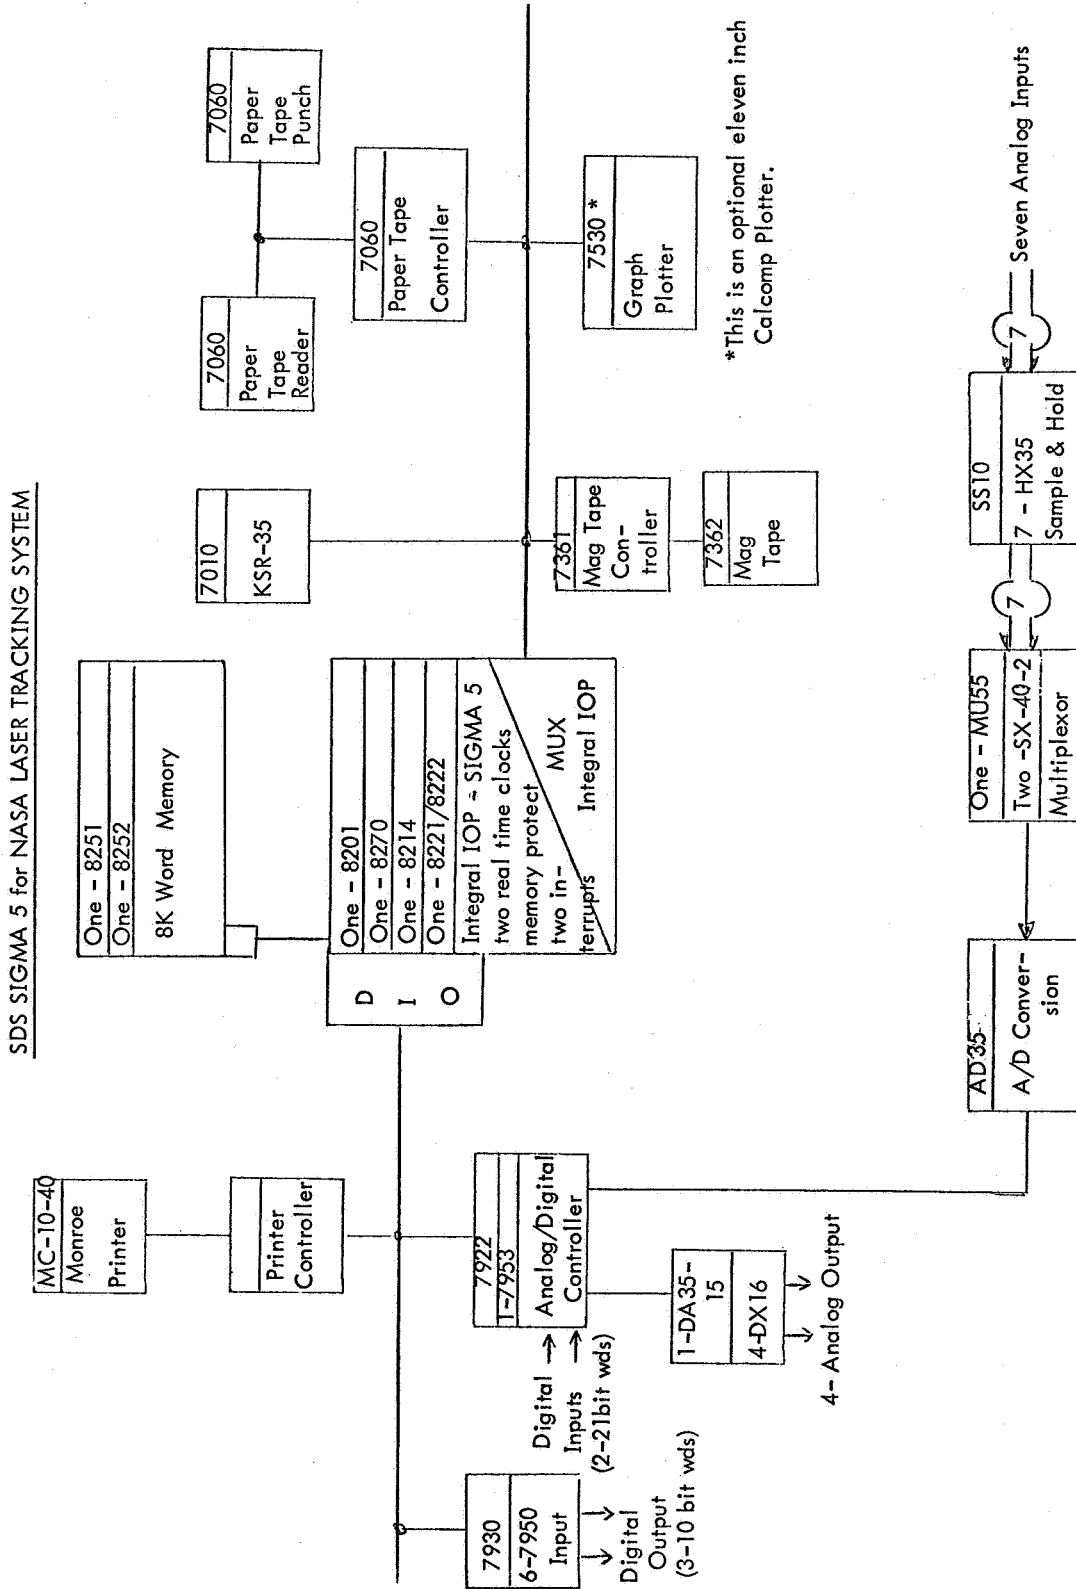 SDS SIGMA 5 for NASA LASER TRACKING SYSTEM
MC-10-40
Monroe
Printer
Printer
Controller
One - 8251
One - 8252
8K Word Memory
7010
KSR-35
7060
Paper
Tape
Reader
7060
Paper
Tape
Punch
7060
Paper Tape
Controller
D
I
O
One - 8201
One - 8270
One - 8214
One - 8221/8222
Integral IOP - SIGMA 5
two real time clocks
memory protect
two in-
terrupts
MUX
Integral IOP
7930
6-7950
Input
Digital
Output
(3-10 bit wds)
Digital
Inputs
(2-21bit wds)
7922
1-7953
Analog/Digital
Controller
1-DA35-
15
4-DX16
4- Analog Output
7361
Mag Tape
Con-
troller
7362
Mag
Tape
7530 *
Graph
Plotter
*This is an optional eleven inch
Calcomp Plotter.
AD35
A/D Conver-
sion
One - MU55
Two -SX-40-2
Multiplexor
7
SS10
7 - HX35
Sample & Hold
7
Seven Analog Inputs